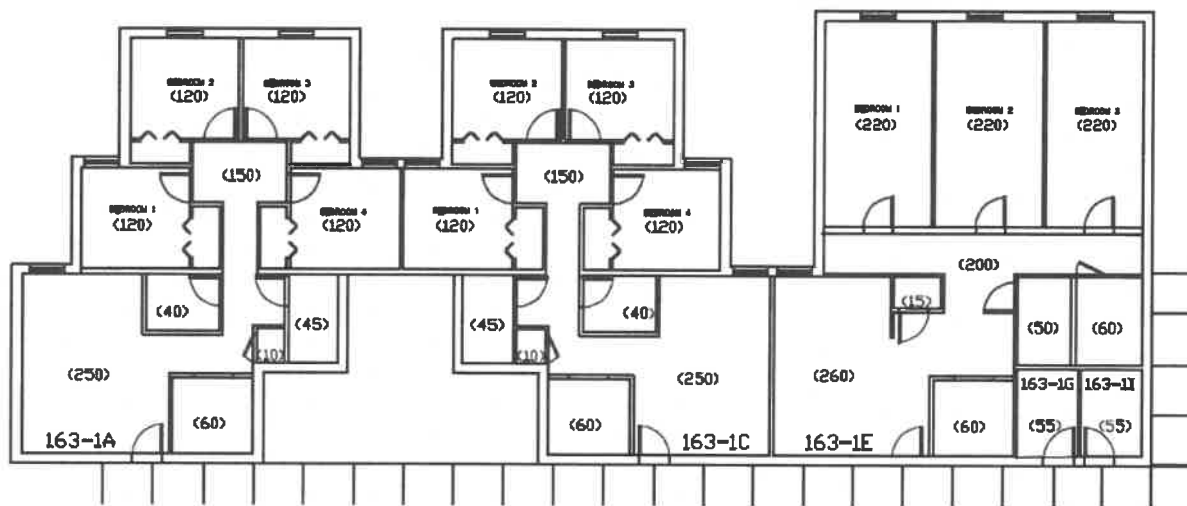 BEDROOM 2
(120)
BEDROOM 3
(120)
BEDROOM 2
(120)
BEDROOM 3
(120)
BEDROOM 1
(220)
BEDROOM 2
(220)
BEDROOM 3
(220)
(150)
(150)
BEDROOM 1
(120)
BEDROOM 4
(120)
BEDROOM 1
(120)
BEDROOM 4
(120)
(200)
(40)
(45)
(45)
(40)
(15)
(50)
(60)
(10)
(10)
(250)
(250)
(260)
163-1G
163-1I
(60)
(60)
(60)
(55)
(55)
163-1A
163-1C
163-1E